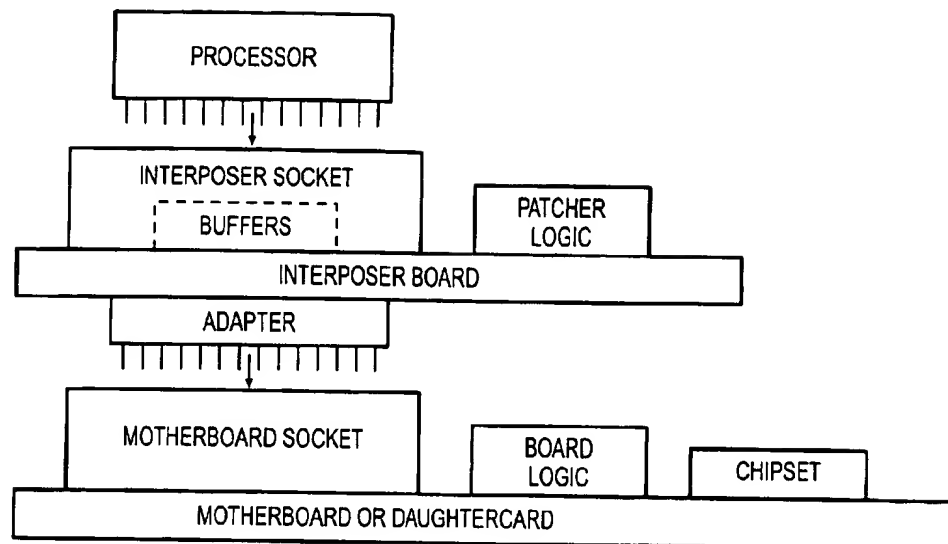 PROCESSOR
INTERPOSER SOCKET
BUFFERS
PATCHER
LOGIC
INTERPOSER BOARD
ADAPTER
MOTHERBOARD SOCKET
BOARD
LOGIC
CHIPSET
MOTHERBOARD OR DAUGHTERCARD